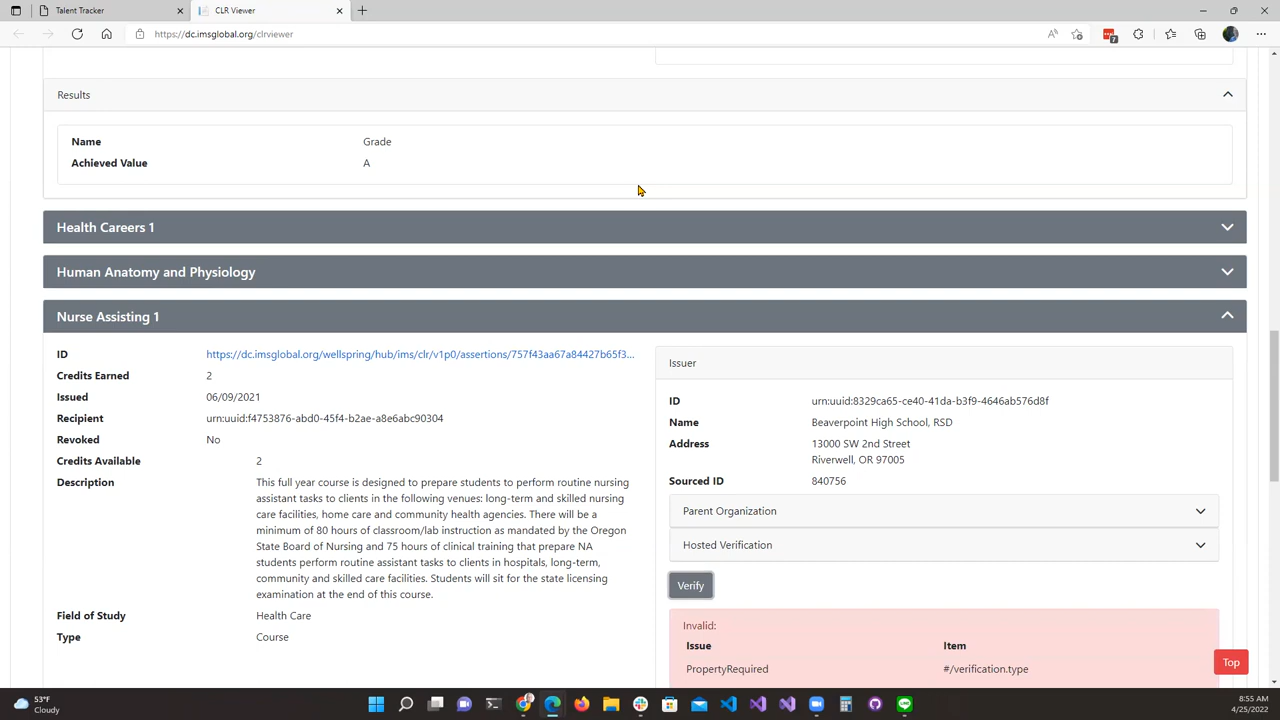 Talent Tracker
CLR Viewer
https://dc.imsglobal.org/clrviewer
7
Results
Name Grade
Achieved Value A
Health Careers 1
Human Anatomy and Physiology
Nurse Assisting 1
ID https://dc.imsglobal.org/wellspring/hub/ims/clr/v1p0/assertions/757f43aa67a84427b65f3...
Credits Earned 2
Issued 06/09/2021
Recipient urn:uuid:f4753876-abd0-45f4-b2ae-a8e6abc90304
Revoked No
Credits Available 2
Description This full year course is designed to prepare students to perform routine nursing
assistant tasks to clients in the following venues: long-term and skilled nursing
care facilities, home care and community health agencies. There will be a
minimum of 80 hours of classroom/lab instruction as mandated by the Oregon
State Board of Nursing and 75 hours of clinical training that prepare NA
students perform routine assistant tasks to clients in hospitals, long-term,
community and skilled care facilities. Students will sit for the state licensing
examination at the end of this course.
Field of Study Health Care
Type Course
Issuer
ID urn:uuid:8329ca65-ce40-41da-b3f9-4646ab576d8f
Name Beaverpoint High School, RSD
Address 13000 SW 2nd Street
Riverwell, OR 97005
Sourced ID 840756
Parent Organization
Hosted Verification
Verify
Invalid:
Issue Item
PropertyRequired #/verification.type
Top
53°F
Cloudy
8:55 AM
4/25/2022